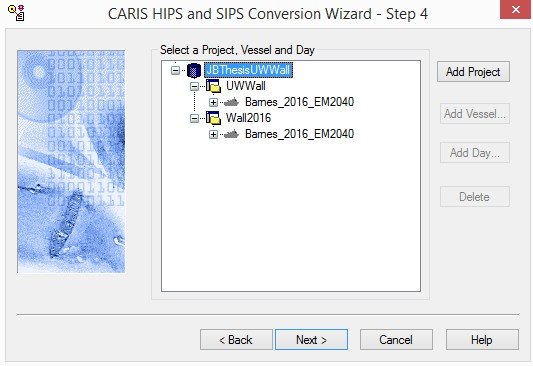 CARIS HIPS and SIPS Conversion Wizard - Step 4
Select a Project, Vessel and Day
JBThesisUWWall
UWWall
Barnes_2016_EM2040
Wall2016
Barnes_2016_EM2040
Add Project
Add Vessel...
Add Day...
Delete
< Back
Next >
Cancel
Help